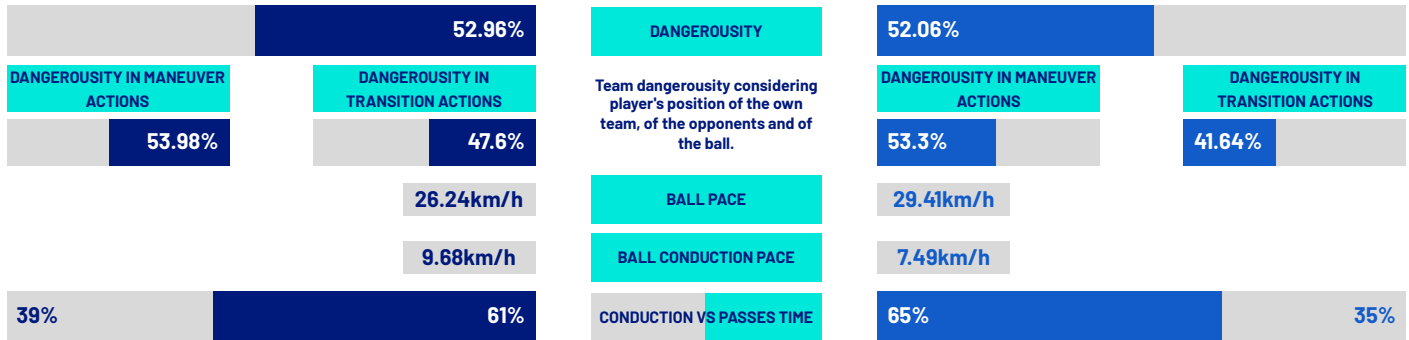 52.96%
DANGEROUSITY
52.06%
DANGEROUSITY IN MANEUVER
ACTIONS
DANGEROUSITY IN
TRANSITION ACTIONS
53.98%
47.6%
Team dangerousity considering
player's position of the own
team, of the opponents and of
the ball.
DANGEROUSITY IN MANEUVER
ACTIONS
DANGEROUSITY IN
TRANSITION ACTIONS
53.3%
41.64%
26.24km/h
BALL PACE
29.41km/h
9.68km/h
BALL CONDUCTION PACE
7.49km/h
39%
61%
CONDUCTION VS PASSES TIME
65%
35%